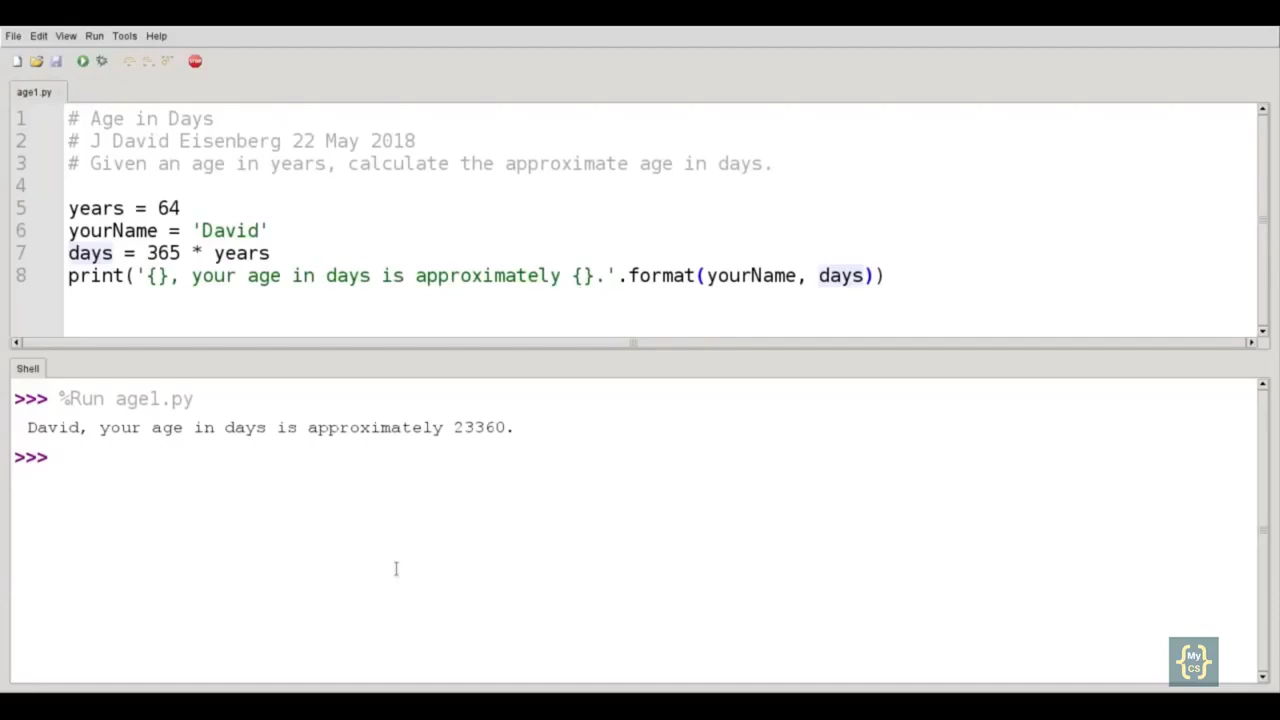 File Edit View Run Tools Help
age1.py
1 # Age in Days
2 # J David Eisenberg 22 May 2018
3 # Given an age in years, calculate the approximate age in days.
4
5 years = 64
6 yourName = 'David'
7 days = 365 * years
8 print('{}, your age in days is approximately {}.'.format(yourName, days))
Shell
>>> %Run age1.py
David, your age in days is approximately 23360.
>>>
{My CS}